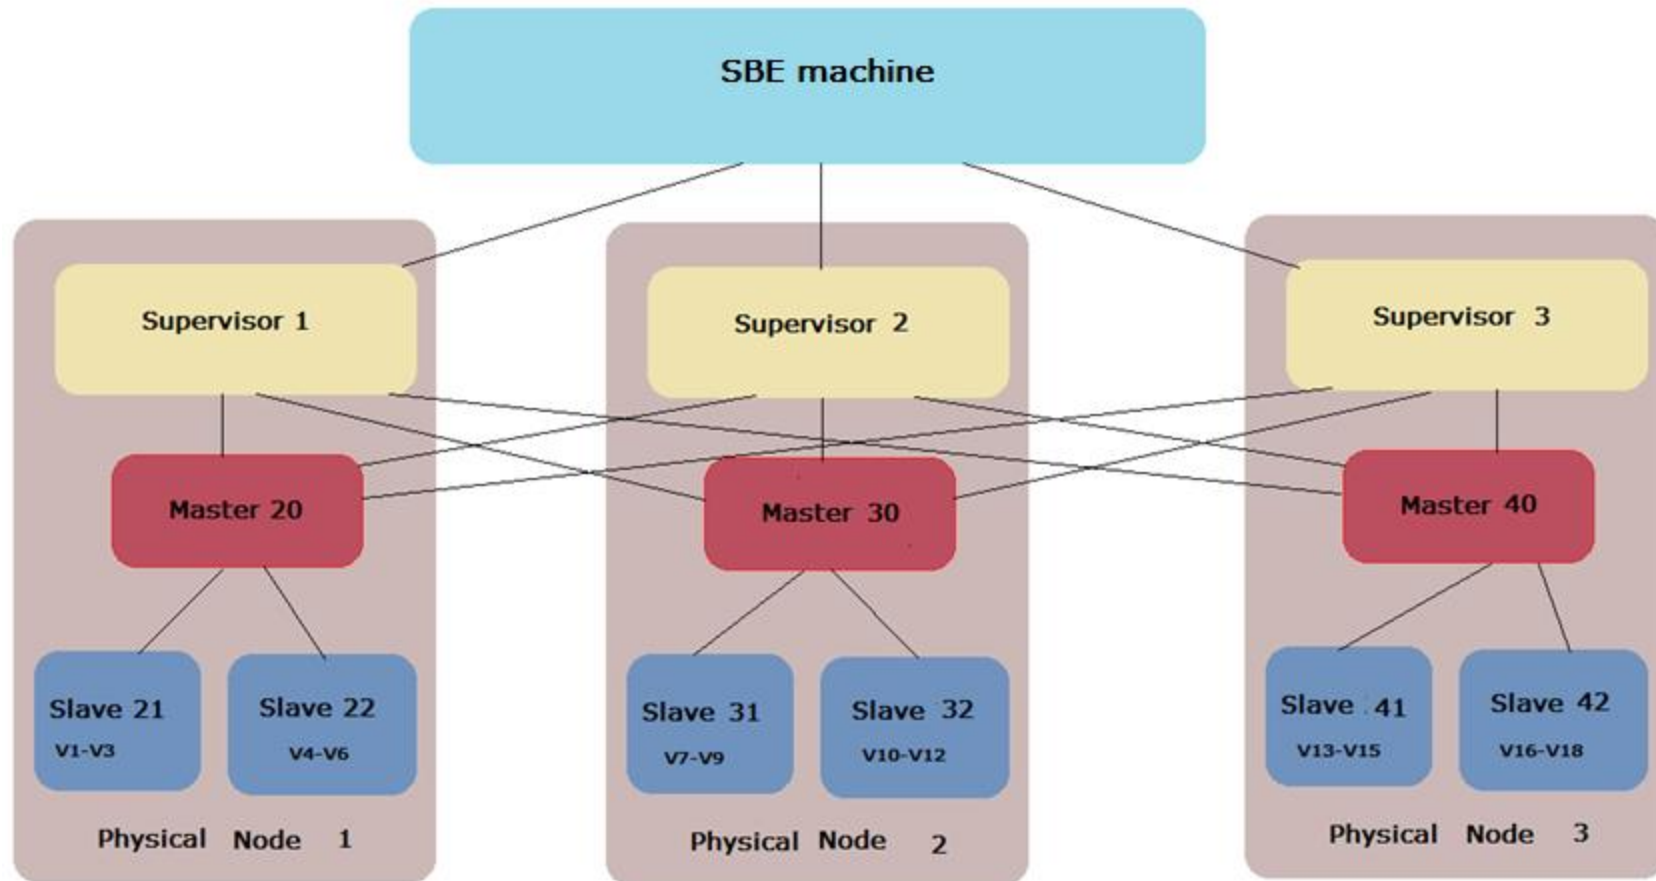 SBE machine
Supervisor 1
Supervisor 2
Supervisor 3
Master 20
Master 30
Master 40
Slave 21
V1-V3
Slave 22
V4-V6
Slave 31
V7-V9
Slave 32
V10-V12
Slave 41
V13-V15
Slave 42
V16-V18
Physical Node 1
Physical Node 2
Physical Node 3